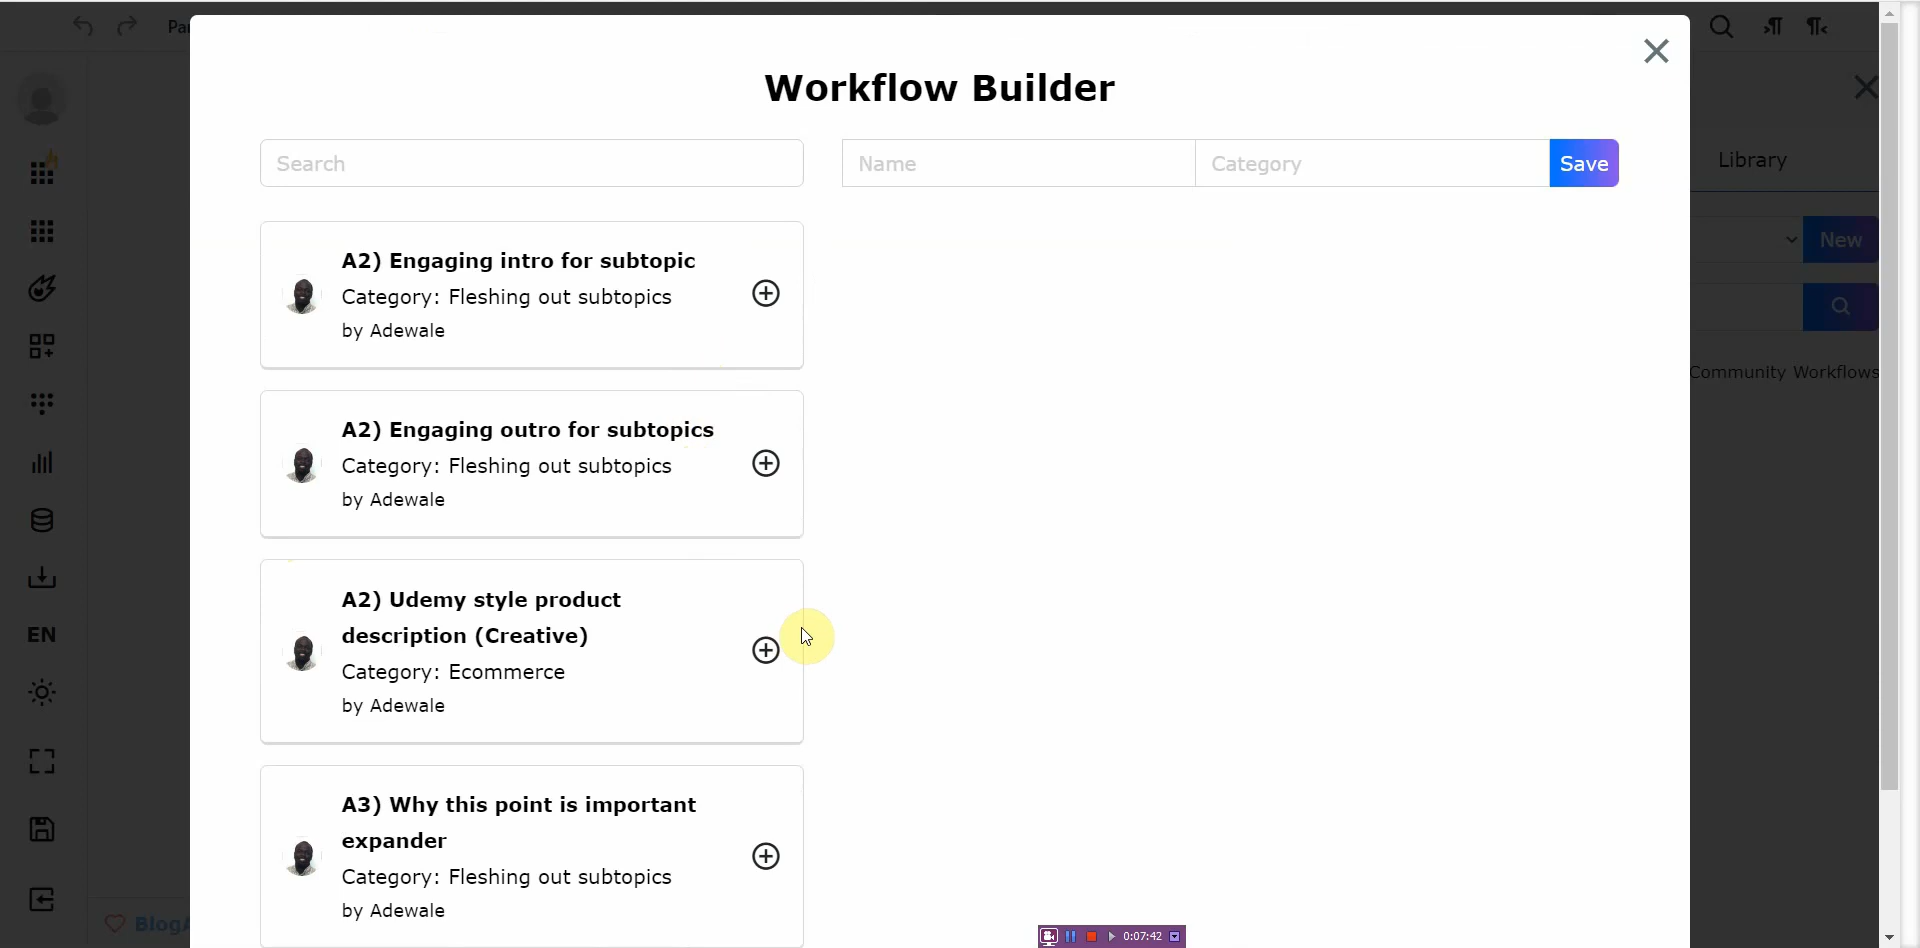 Workflow Builder
Search
Name
Category
Save
Library
New
Community Workflows
A2) Engaging intro for subtopic
Category: Fleshing out subtopics
by Adewale
A2) Engaging outro for subtopics
Category: Fleshing out subtopics
by Adewale
A2) Udemy style product
description (Creative)
Category: Ecommerce
by Adewale
A3) Why this point is important
expander
Category: Fleshing out subtopics
by Adewale
EN
0:07:42